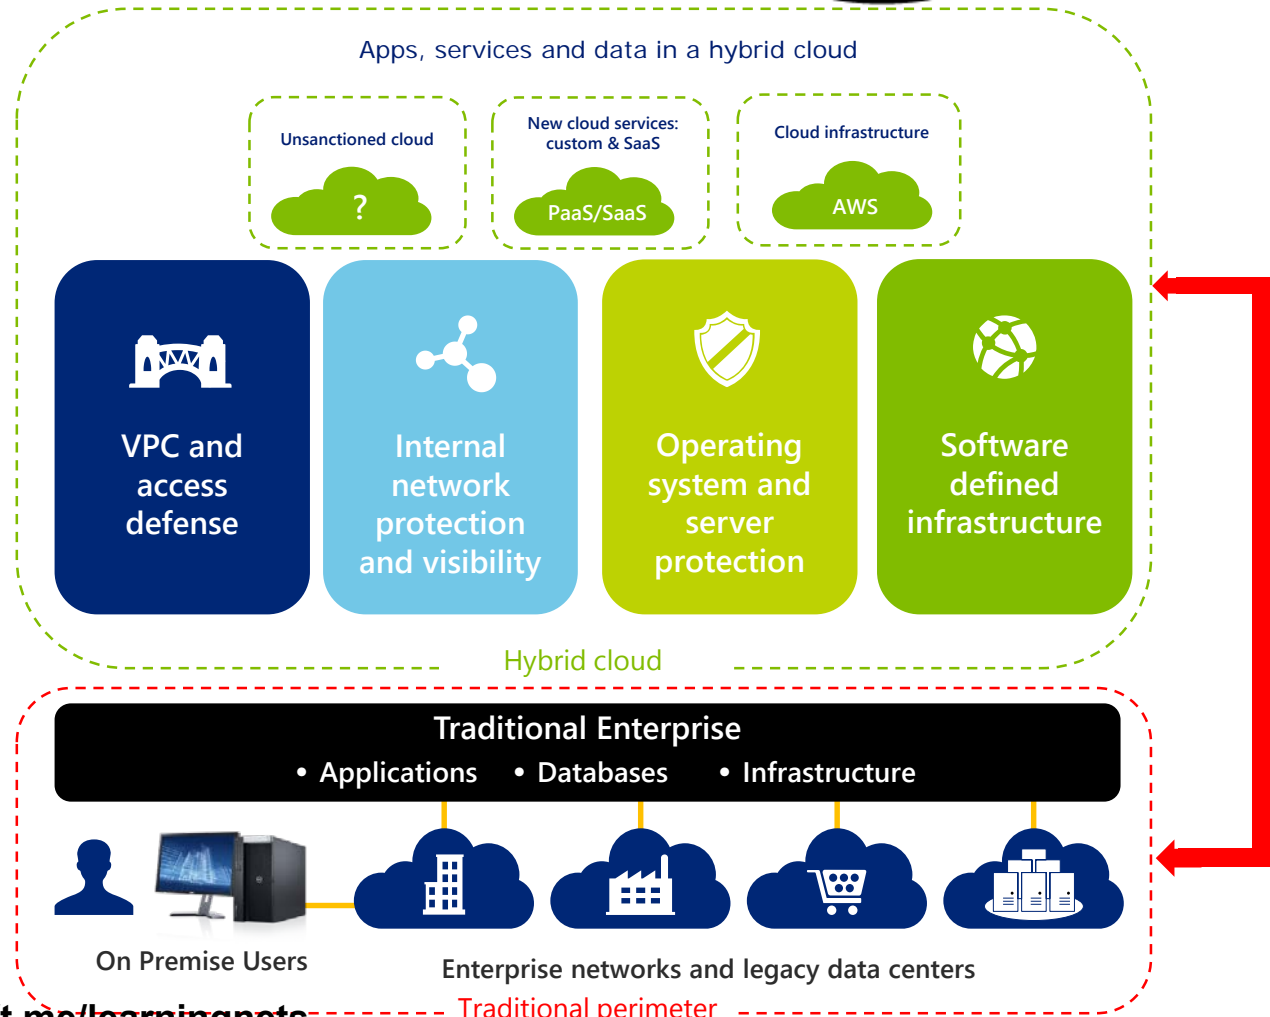 Apps, services and data in a hybrid cloud
Unsanctioned cloud
?
New cloud services:
custom & SaaS
PaaS/SaaS
Cloud infrastructure
AWS
VPC and
access
defense
Internal
network
protection
and visibility
Operating
system and
server
protection
Software
defined
infrastructure
Hybrid cloud
Traditional Enterprise
• Applications • Databases • Infrastructure
On Premise Users
Enterprise networks and legacy data centers
Traditional perimeter
t.me/learningnets